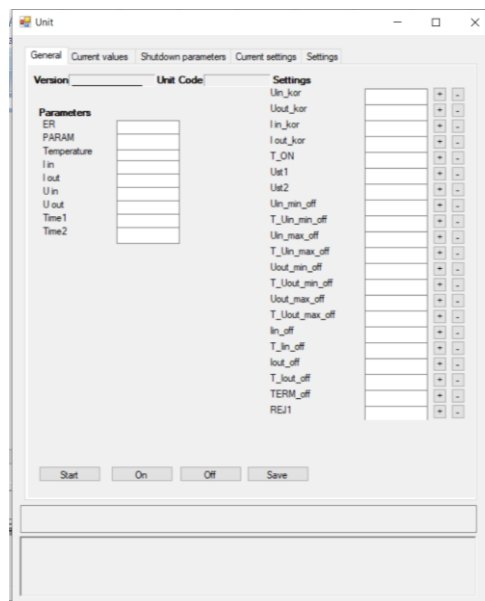 Unit
General Current values Shutdown parameters Current settings Settings
Version Unit Code Settings
Parameters
ER
PARAM
Temperature
I in
I out
U in
U out
Time1
Time2
Uin_kor
Uout_kor
I in_kor
I out_kor
T_ON
Ust1
Ust2
Uin_min_off
T_Uin_min_off
Uin_max_off
T_Uin_max_off
Uout_min_off
T_Uout_min_off
Uout_max_off
T_Uout_max_off
Iin_off
T_Iin_off
Iout_off
T_Iout_off
TERM_off
REJ1
Start On Off Save